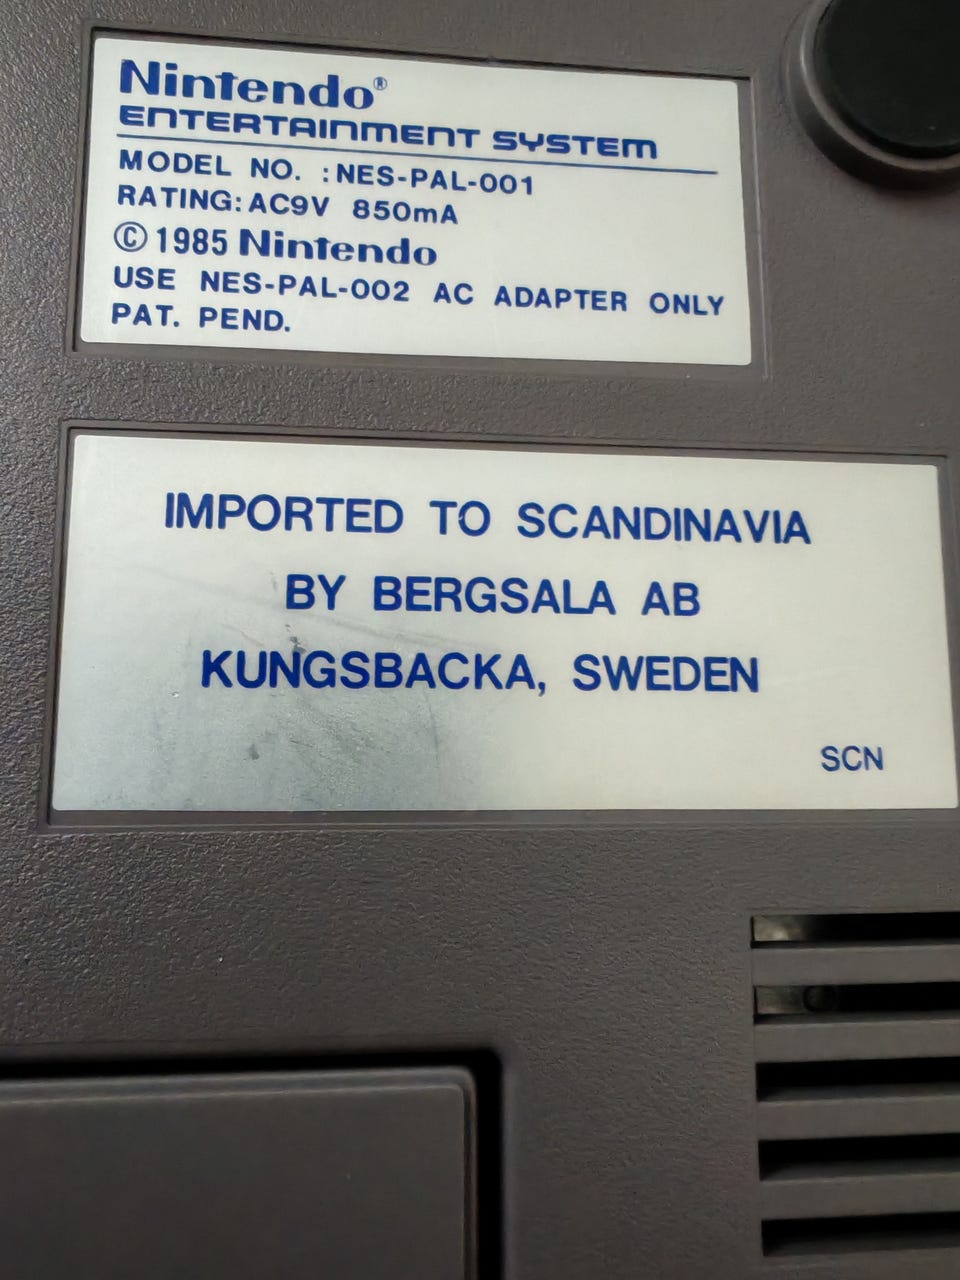 Nintendo®
ENTERTAINMENT SYSTEM
MODEL NO. : NES-PAL-001
RATING: AC9V 850mA
© 1985 Nintendo
USE NES-PAL-002 AC ADAPTER ONLY
PAT. PEND.
IMPORTED TO SCANDINAVIA
BY BERGSALA AB
KUNGSBACKA, SWEDEN
SCN